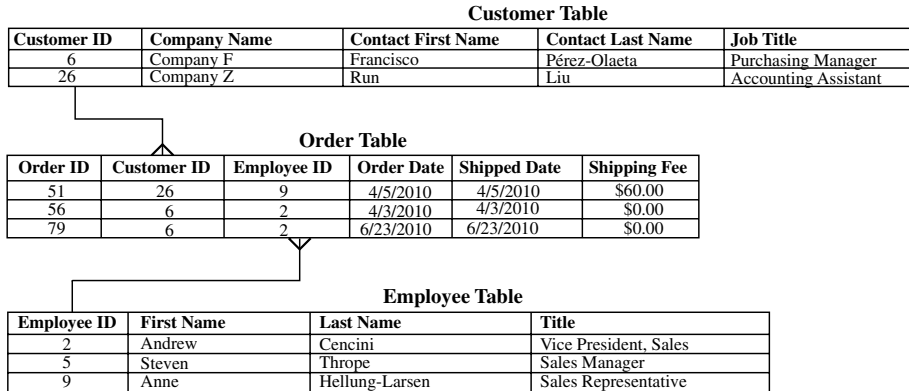 Customer Table
Customer ID Company Name Contact First Name Contact Last Name Job Title
6 Company F Francisco Pérez-Olaeta Purchasing Manager
26 Company Z Run Liu Accounting Assistant
Order Table
Order ID Customer ID Employee ID Order Date Shipped Date Shipping Fee
51 26 9 4/5/2010 4/5/2010 $60.00
56 6 2 4/3/2010 4/3/2010 $0.00
79 6 2 6/23/2010 6/23/2010 $0.00
Employee Table
Employee ID First Name Last Name Title
2 Andrew Cencini Vice President, Sales
5 Steven Thrope Sales Manager
9 Anne Hellung-Larsen Sales Representative